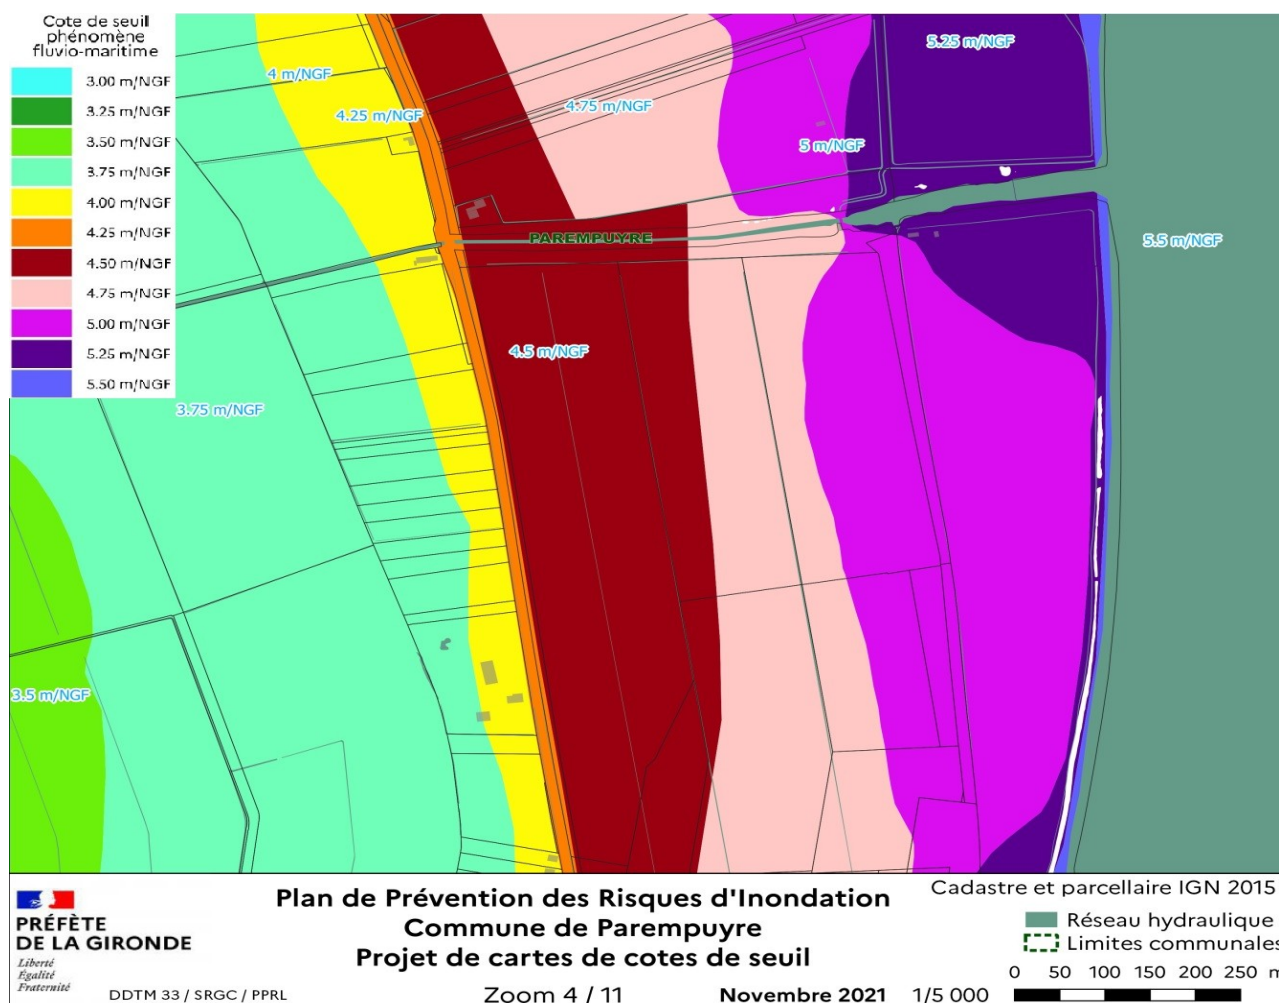 Cote de seuil
phénomène
fluvio-maritime
3.00 m/NGF
3.25 m/NGF
3.50 m/NGF
3.75 m/NGF
4.00 m/NGF
4.25 m/NGF
4.50 m/NGF
4.75 m/NGF
5.00 m/NGF
5.25 m/NGF
5.50 m/NGF
5.25 m/NGF
4 m/NGF
4.25 m/NGF
4.75 m/NGF
5 m/NGF
PAREMPUYRE
5.5 m/NGF
4.5 m/NGF
3.75 m/NGF
3.5 m/NGF
PRÉFÈTE
DE LA GIRONDE
Liberté
Égalité
Fraternité
DDTM 33 / SRGC / PPRL
Plan de Prévention des Risques d'Inondation
Commune de Parempuyre
Projet de cartes de cotes de seuil
Zoom 4 / 11
Novembre 2021
1/5 000
Cadastre et parcellaire IGN 2015
Réseau hydraulique
Limites communales
0 50 100 150 200 250 m